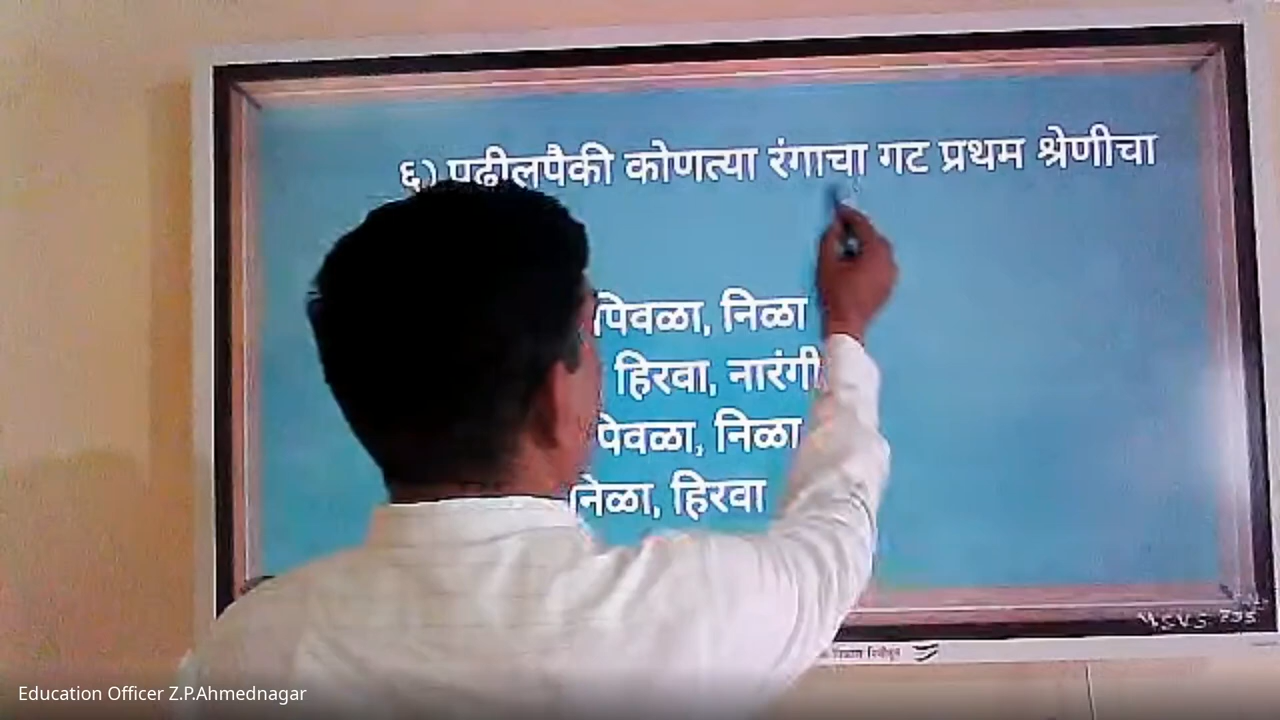 ६) पुढीलपैकी कोणत्या रंगाचा गट प्रथम श्रेणीचा
पिवळा, निळा
हिरवा, नारंगी
पिवळा, निळा
निळा, हिरवा
Education Officer Z.P.Ahmednagar